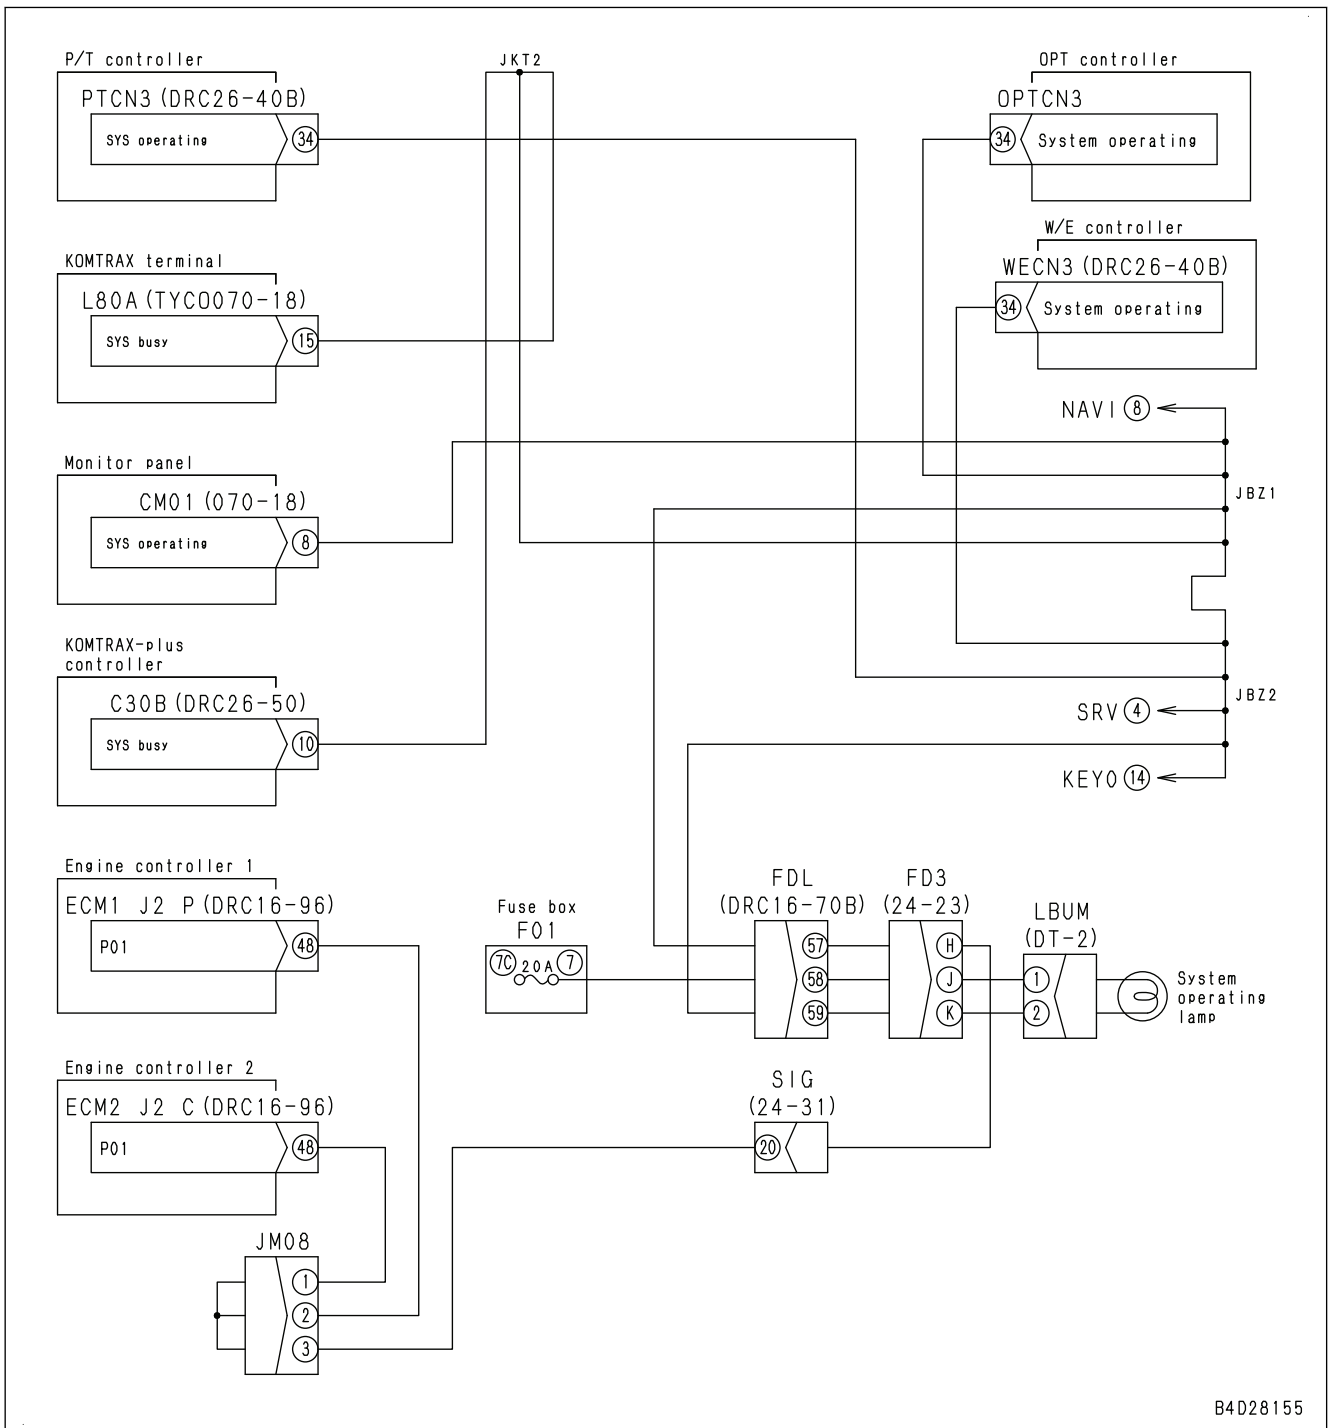 P/T controller
PTCN3 (DRC26-40B)
SYS operating
34
JKT2
OPT controller
OPTCN3
34
System operating
W/E controller
WECN3 (DRC26-40B)
34
System operating
KOMTRAX terminal
L80A (TYCO070-18)
SYS busy
15
NAVI 8
JBZ1
Monitor panel
CM01 (070-18)
SYS operating
8
KOMTRAX-plus
controller
C30B (DRC26-50)
SYS busy
10
JBZ2
SRV 4
KEY0 14
Engine controller 1
ECM1 J2 P (DRC16-96)
P01
48
Fuse box
F01
7C 20A 7
FDL
(DRC16-70B)
57
58
59
FD3
(24-23)
H
J
K
LBUM
(DT-2)
1
2
System
operating
lamp
Engine controller 2
ECM2 J2 C (DRC16-96)
P01
48
SIG
(24-31)
20
JM08
1
2
3
B4D28155